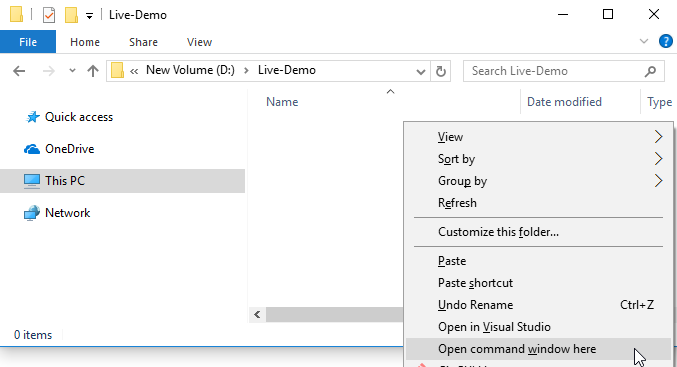 Live-Demo
File Home Share View
New Volume (D:) Live-Demo Search Live-Demo
Name Date modified Type
Quick access
OneDrive
This PC
Network
View
Sort by
Group by
Refresh
Customize this folder...
Paste
Paste shortcut
Undo Rename Ctrl+Z
Open in Visual Studio
Open command window here
0 items